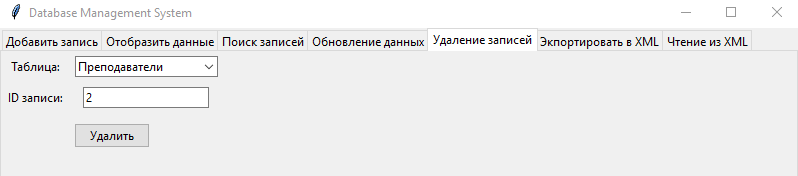 Database Management System
Добавить запись Отобразить данные Поиск записей Обновление данных Удаление записей Экпортировать в XML Чтение из XML
Таблица: Преподаватели
ID записи: 2
Удалить